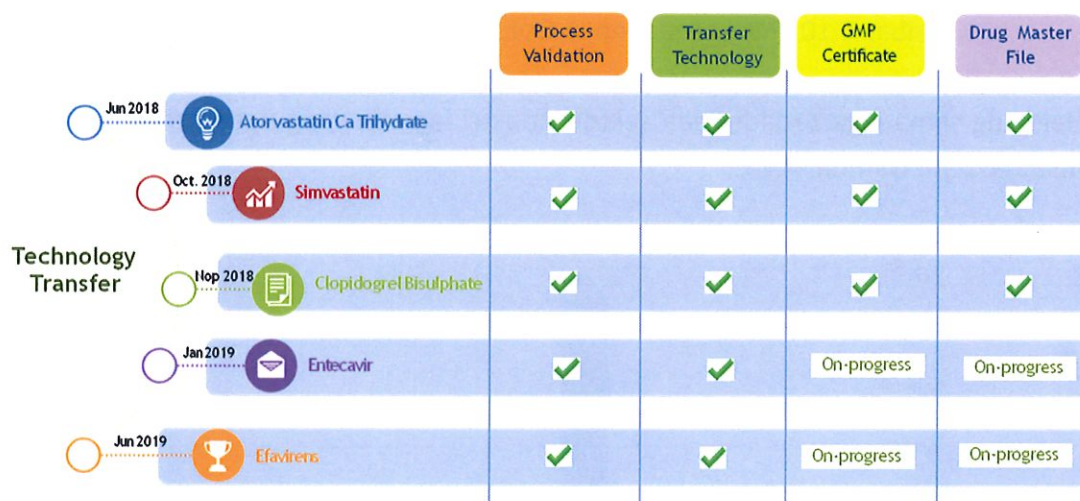 Process
Validation
Transfer
Technology
GMP
Certificate
Drug Master
File
Technology
Transfer
Jun 2018
Atorvastatin Ca Trihydrate
Oct. 2018
Simvastatin
Nop 2018
Clopidogrel Bisulphate
Jan 2019
Entecavir
On-progress
On-progress
Jun 2019
Efavirens
On-progress
On-progress